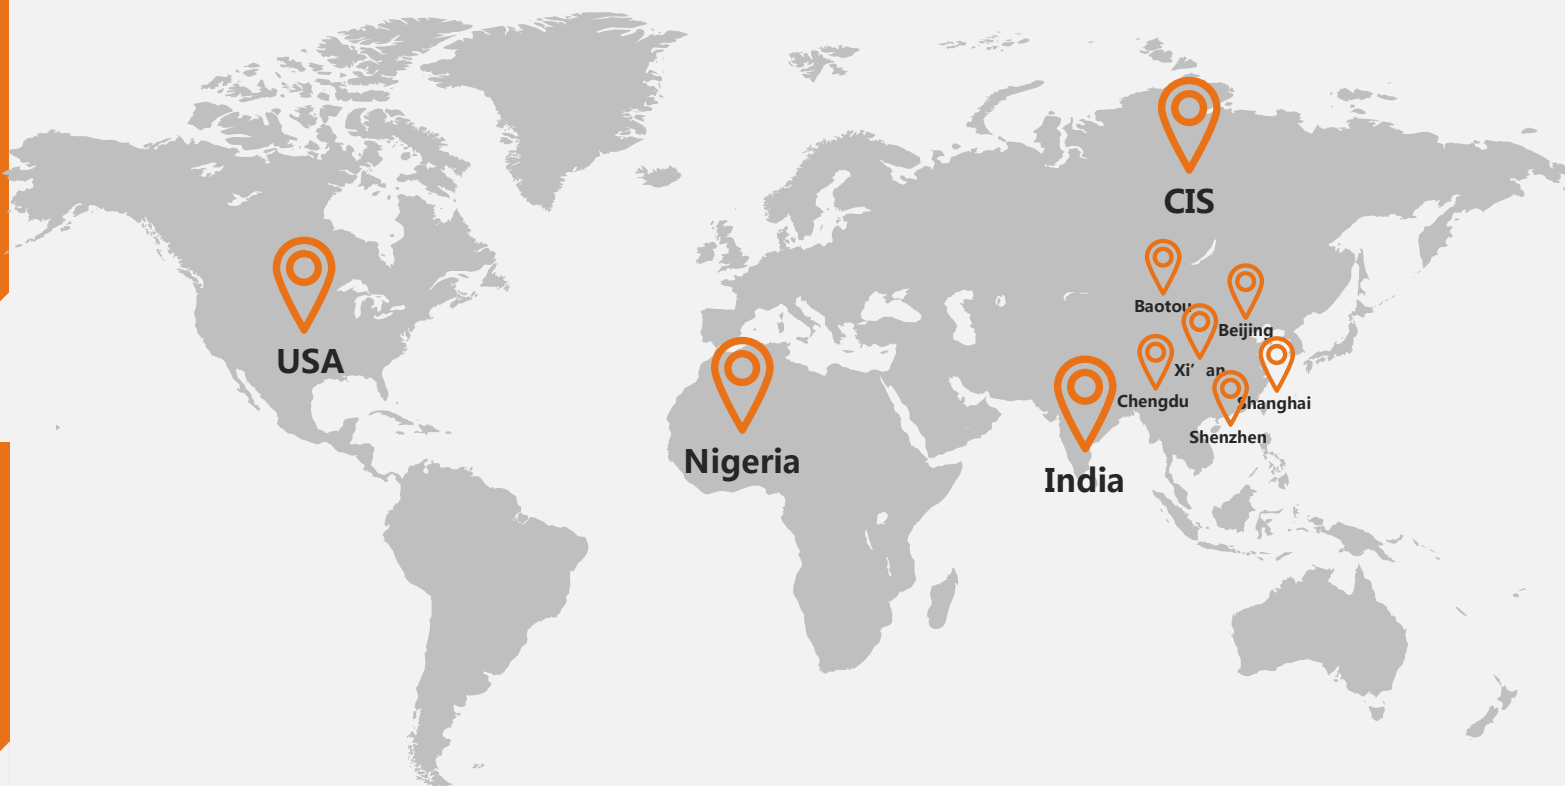 CIS
Baotou
Beijing
USA
Xi’ an
Chengdu
Shanghai
Shenzhen
Nigeria
India